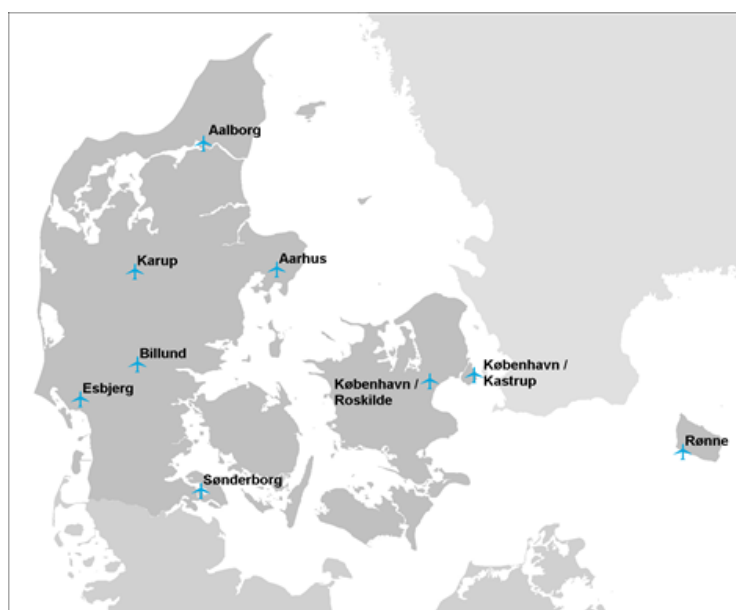 Aalborg
Karup
Aarhus
Billund
Esbjerg
København /
Roskilde
København /
Kastrup
Rønne
Sønderborg